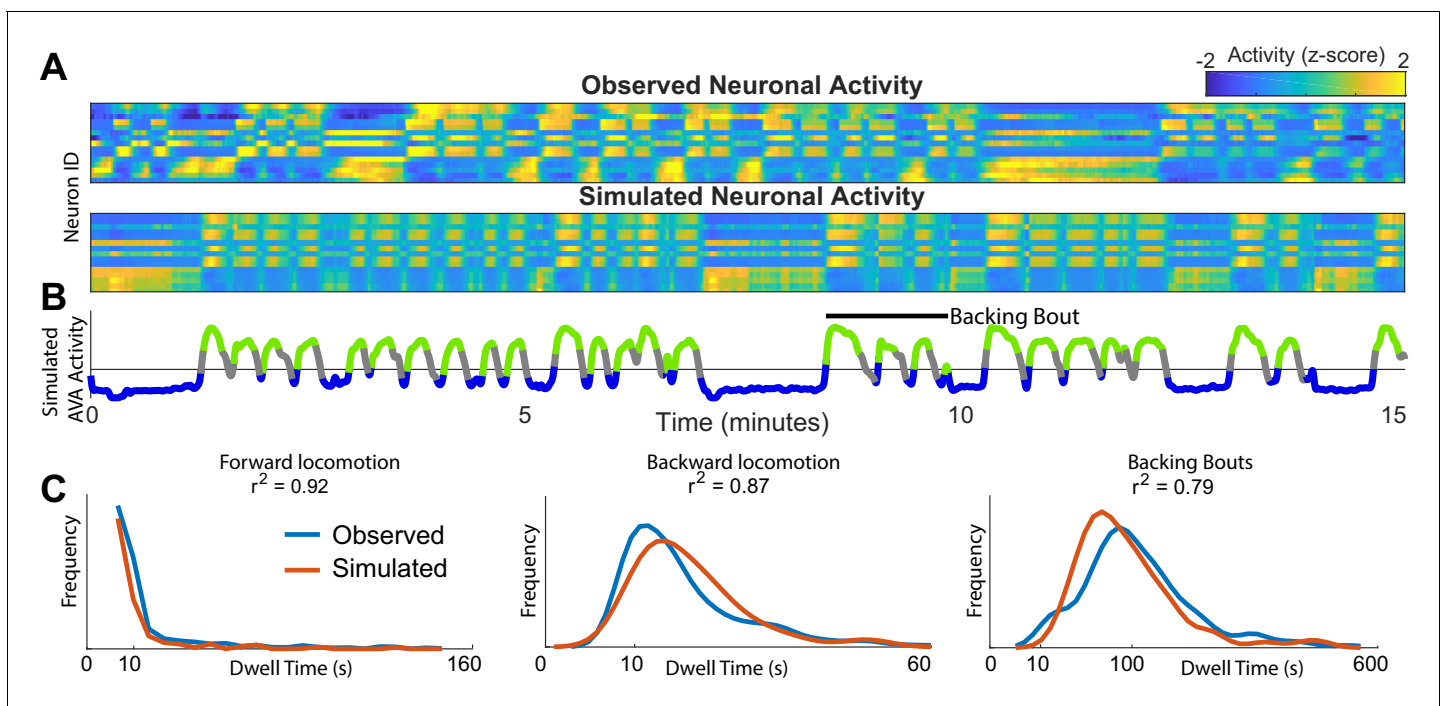 A
Activity (z-score)
-2 2
Observed Neuronal Activity
Neuron ID
Simulated Neuronal Activity
B
Backing Bout
Simulated
AVA Activity
0 5 10 15
Time (minutes)
C
Forward locomotion
r² = 0.92
Frequency
Observed
Simulated
0 10 160
Dwell Time (s)
Backward locomotion
r² = 0.87
Frequency
0 10 60
Dwell Time (s)
Backing Bouts
r² = 0.79
Frequency
0 10 100 600
Dwell Time (s)